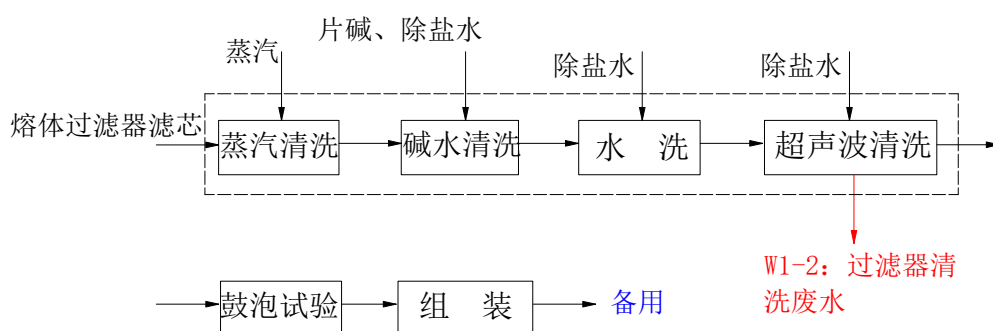 片碱、除盐水
蒸汽
除盐水
除盐水
熔体过滤器滤芯
蒸汽清洗
碱水清洗
水 洗
超声波清洗
W1-2：过滤器清
洗废水
鼓泡试验
组 装
备用